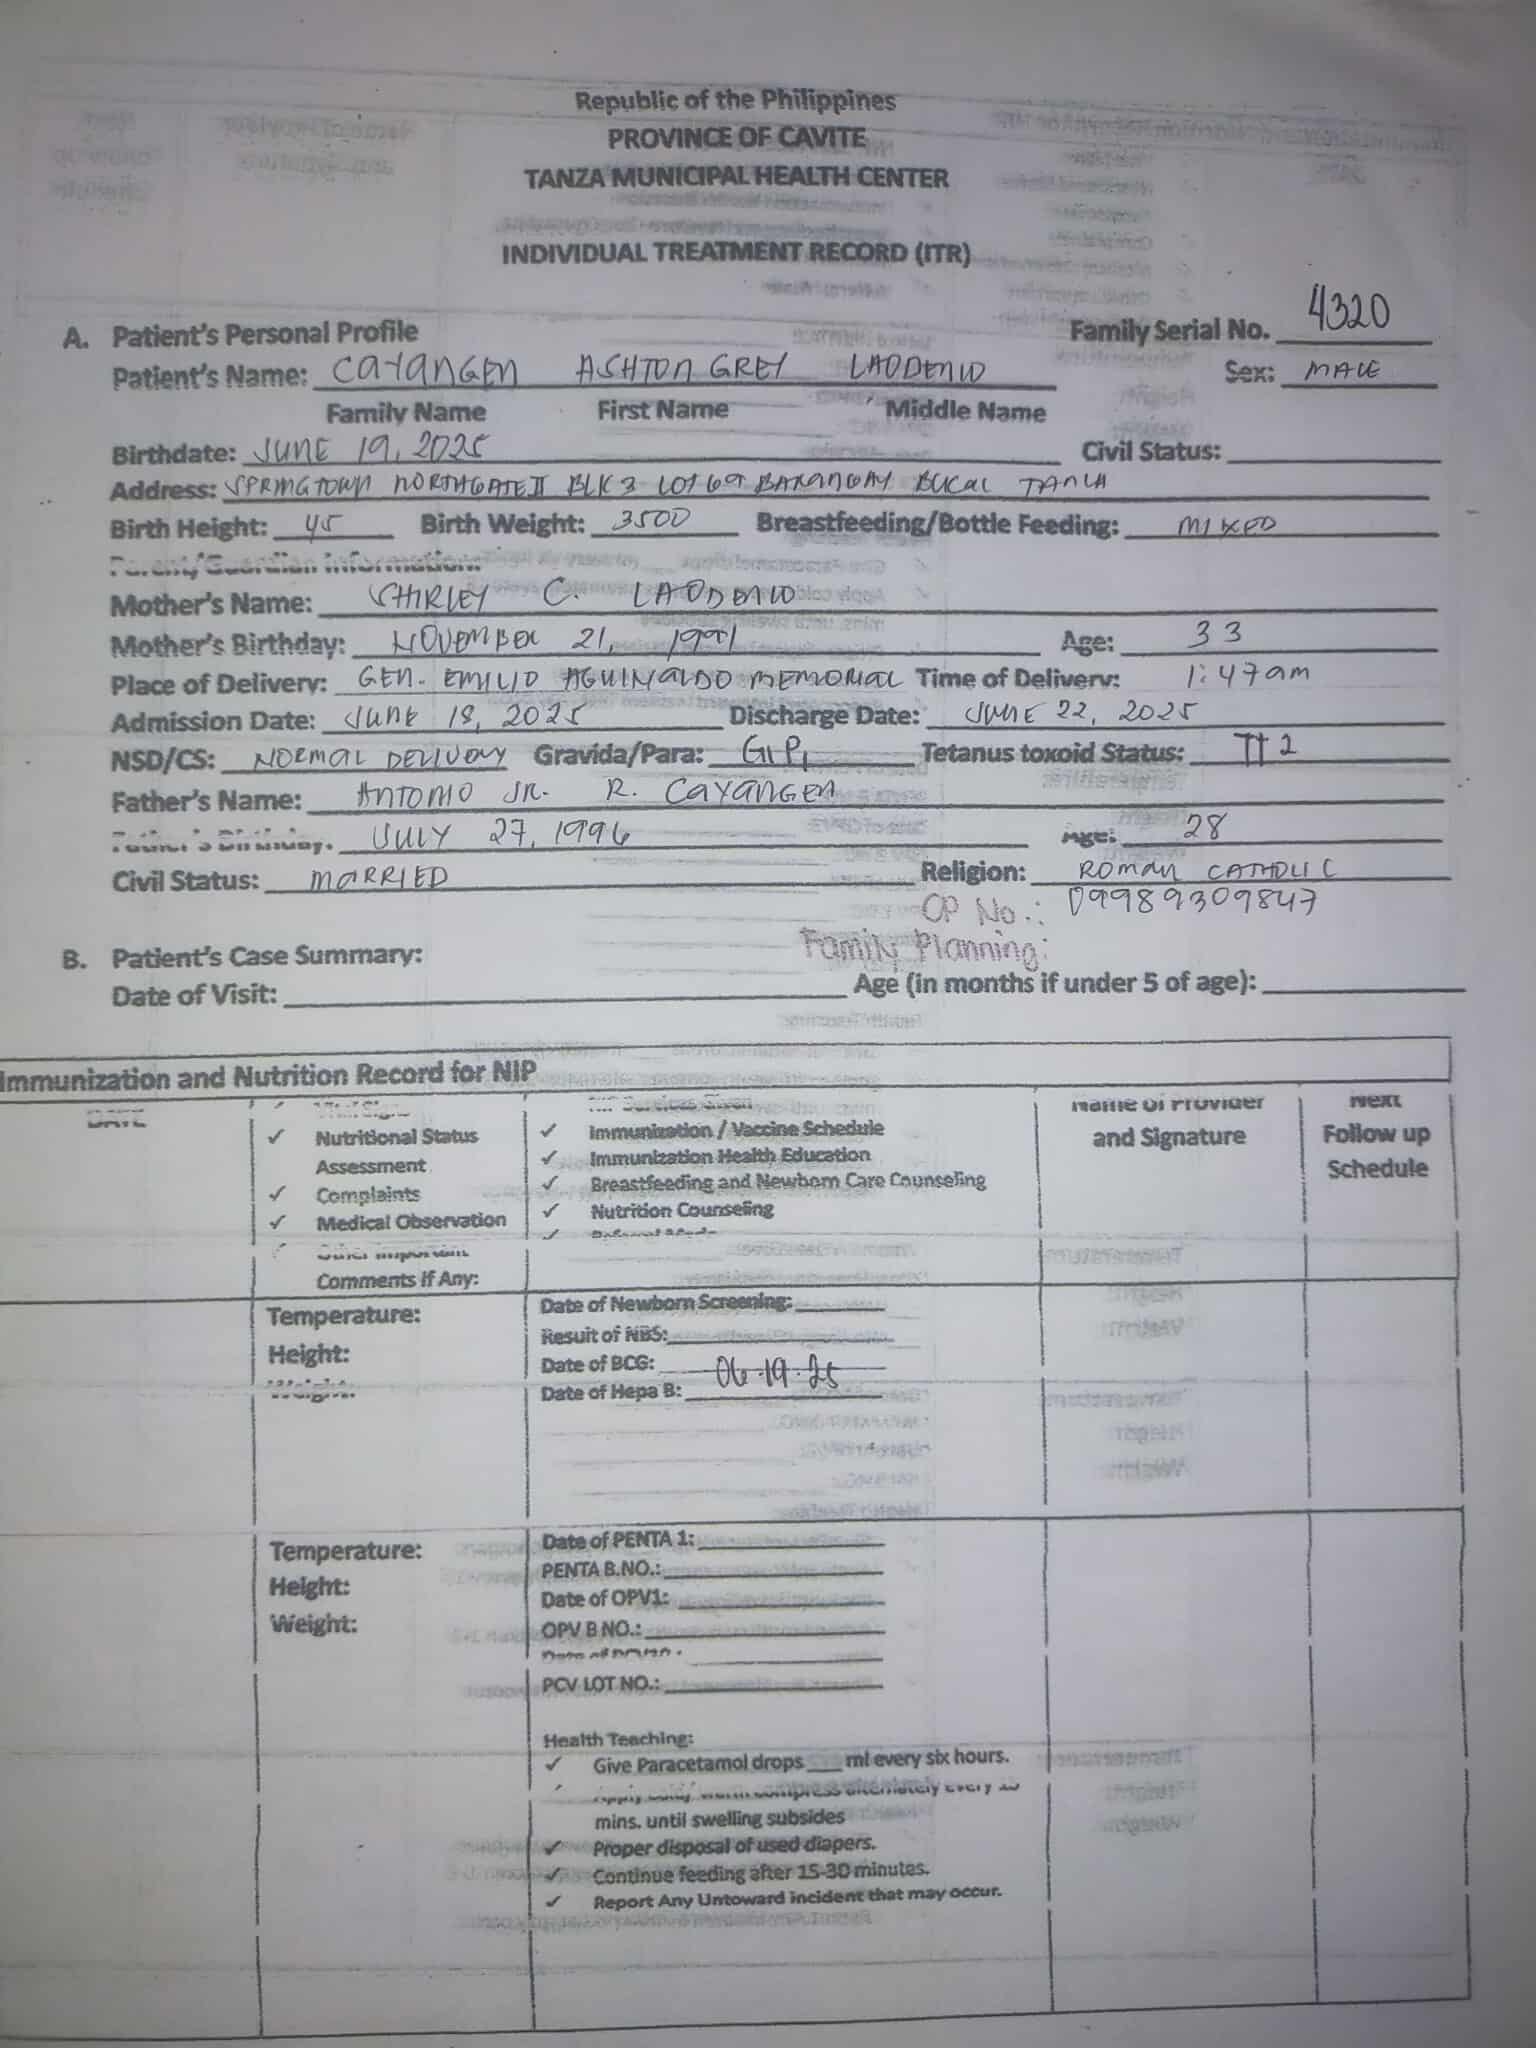 Republic of the Philippines
PROVINCE OF CAVITE
TANZA MUNICIPAL HEALTH CENTER
INDIVIDUAL TREATMENT RECORD (ITR)
A. Patient's Personal Profile Family Serial No. 4320
Patient's Name: CAYANGEN ASHTON GREY LAODENIO Sex: MALE
Family Name First Name Middle Name
Birthdate: JUNE 19, 2025 Civil Status:
Address: SPRINGTOWN NORTHGATE II BLK 3 LOT 69 BARANGAY BUCAL TANZA
Birth Height: 45 Birth Weight: 3500 Breastfeeding/Bottle Feeding: MIXED
Parent/Guardian Information:
Mother's Name: SHIRLEY C. LAODENIO
Mother's Birthday: NOVEMBER 21, 1991 Age: 33
Place of Delivery: GEN. EMILIO AGUINALDO MEMORIAL Time of Delivery: 1:47am
Admission Date: JUNE 18, 2025 Discharge Date: JUNE 22, 2025
NSD/CS: NORMAL DELIVERY Gravida/Para: G1P1 Tetanus toxoid Status: TT2
Father's Name: ANTONIO JR. R. CAYANGEN
Father's Birthday: JULY 27, 1996 Age: 28
Civil Status: MARRIED Religion: ROMAN CATHOLIC
CP No.: 09989309847
Family Planning:
B. Patient's Case Summary:
Date of Visit: Age (in months if under 5 of age):
Immunization and Nutrition Record for NIP
DATE
✓ Vital Signs
✓ Nutritional Status
Assessment
✓ Complaints
✓ Medical Observation
✓ Other Important
Comments if Any:
NIP Services Given
✓ Immunization / Vaccine Schedule
✓ Immunization Health Education
✓ Breastfeeding and Newborn Care Counseling
✓ Nutrition Counseling
✓ Referral Made
Name of Provider
and Signature
Next
Follow up
Schedule
Temperature:
Height:
Weight:
Date of Newborn Screening:
Result of NBS:
Date of BCG: 06-19-25
Date of Hepa B:
Temperature:
Height:
Weight:
Date of PENTA 1:
PENTA B.NO.:
Date of OPV1:
OPV B NO.:
Date of
PCV LOT NO.:
Health Teaching:
✓ Give Paracetamol drops ___ ml every six hours.
✓ Apply cold/ warm compress alternately every 15
mins. until swelling subsides
✓ Proper disposal of used diapers.
✓ Continue feeding after 15-30 minutes.
✓ Report Any Untoward incident that may occur.